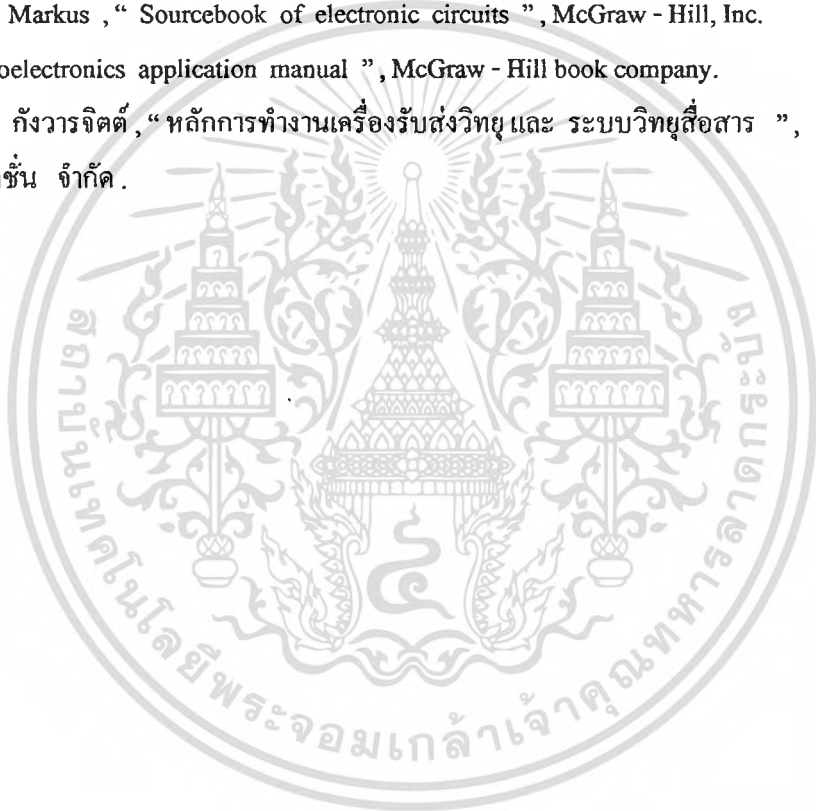 Markus , “ Sourcebook of electronic circuits ” , McGraw - Hill, Inc.
oelectronics application manual ” , McGraw - Hill book company.
กังวารจิตต์ , “ หลักการทำงานเครื่องรับส่งวิทยุ และ ระบบวิทยุสื่อสาร ” ,
ชั่น จำกัด .
สถาบันเทคโนโลยีพระจอมเกล้าเจ้าคุณทหารลาดกระบัง